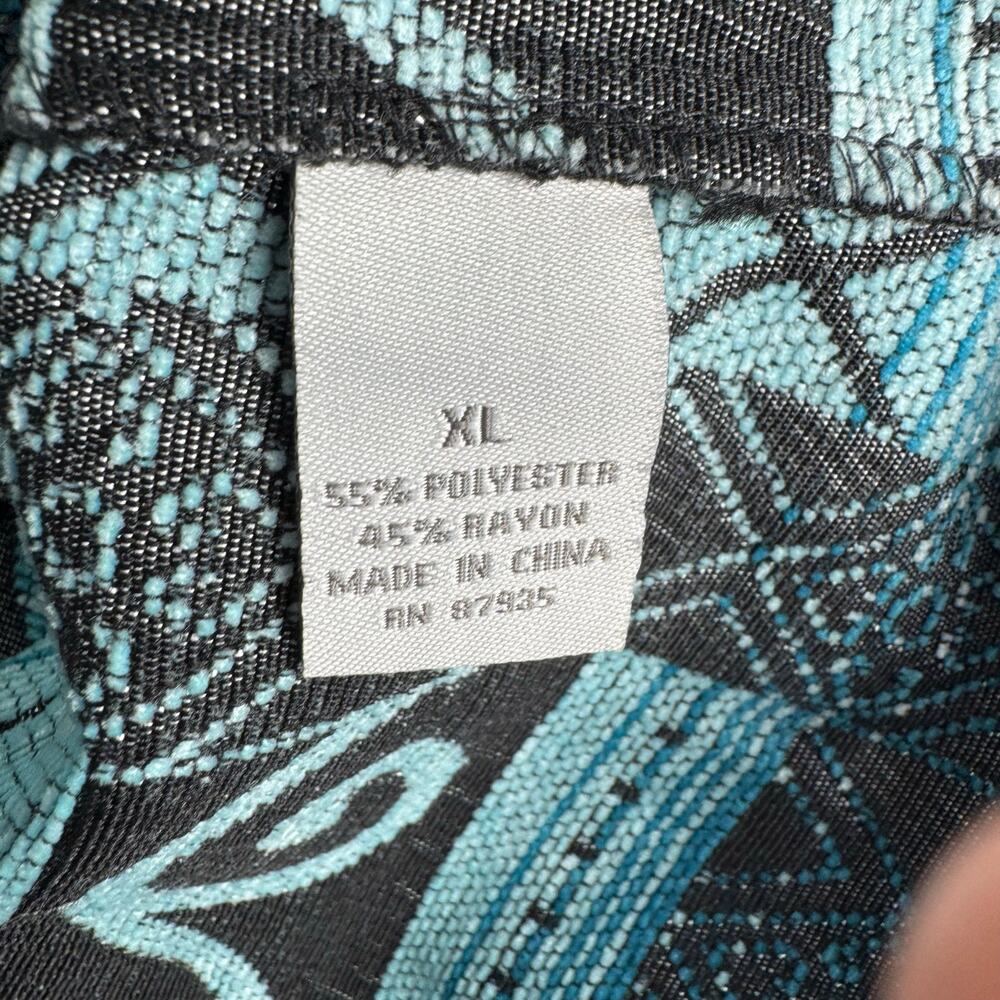 XL
55% POLYESTER
45% RAYON
MADE IN CHINA
RN 87935